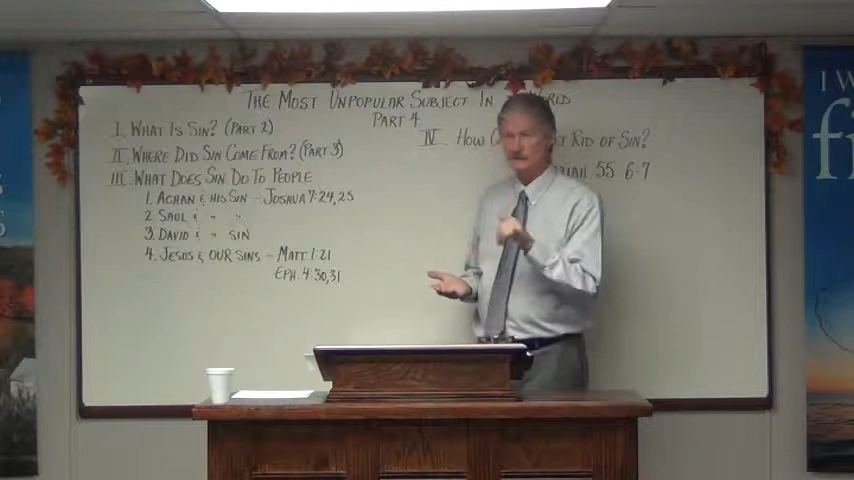 THE MOST UNPOPULAR SUBJECT IN WORLD
PART 4
I. WHAT IS SIN? (PART 2)
II. WHERE DID SIN COME FROM? (PART 3)
III. WHAT DOES SIN DO TO PEOPLE
1. ACHAN & HIS SIN - JOSHUA 7:24,25
2. SAUL & " "
3. DAVID & " SIN
4. JESUS & OUR SINS - MATT 1:21
EPH. 4:30,31
IV HOW RID OF SIN?
55 6-7
I W